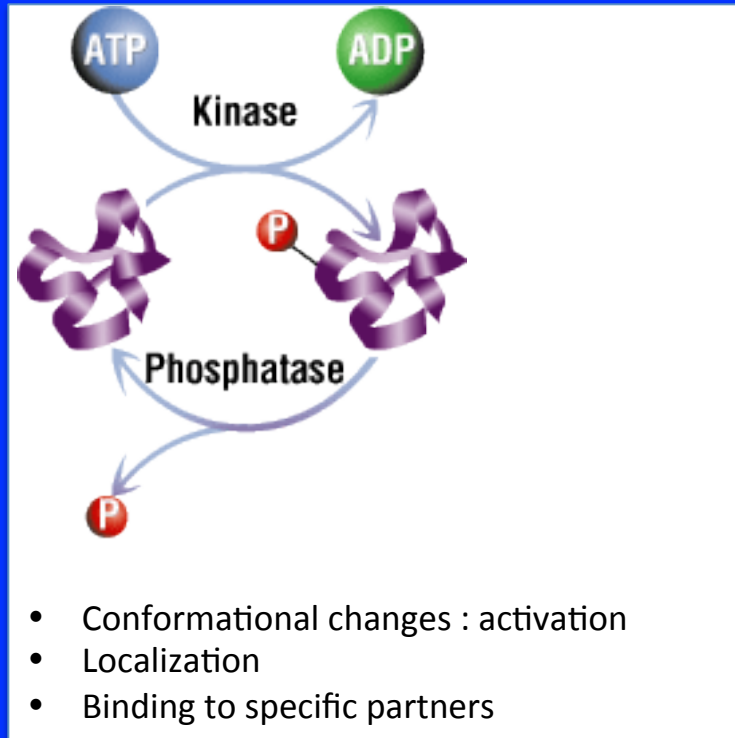 ATP ADP
Kinase
P
Phosphatase
P
• Conformational changes : activation
• Localization
• Binding to specific partners